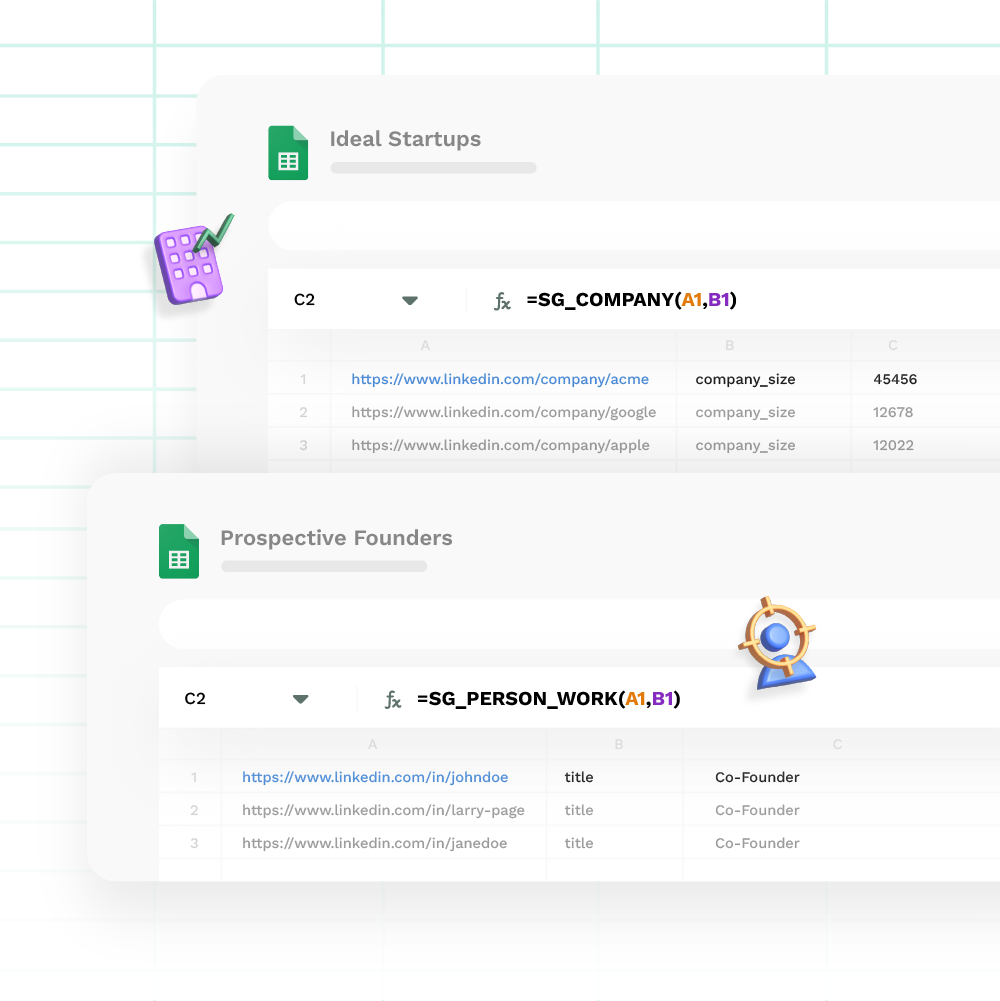 Ideal Startups
C2 fx =SG_COMPANY(A1,B1)
A B C
1 https://www.linkedin.com/company/acme company_size 45456
2 https://www.linkedin.com/company/google company_size 12678
3 https://www.linkedin.com/company/apple company_size 12022
Prospective Founders
C2 fx =SG_PERSON_WORK(A1,B1)
A B C
1 https://www.linkedin.com/in/johndoe title Co-Founder
2 https://www.linkedin.com/in/larry-page title Co-Founder
3 https://www.linkedin.com/in/janedoe title Co-Founder